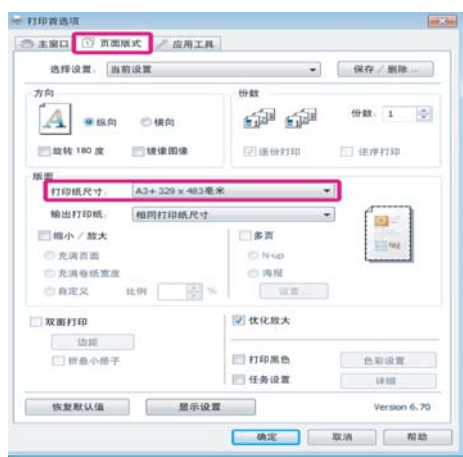 打印首选项
主窗口 页面版式 应用工具
选择设置: 当前设置 保存 / 删除 ...
方向 份数
纵向 横向 份数: 1
旋转 180 度 镜像图像 逐份打印 逆序打印
版面
打印纸尺寸: A3+ 329 x 483毫米
输出打印纸: 相同打印纸尺寸
缩小 / 放大 多页
充满页面 N-up
充满卷纸宽度 海报
自定义 比例 % 设置 ...
双面打印 优化放大
边距
折叠小册子 打印黑色 色彩设置
任务设置 详细 ...
恢复默认值 显示设置 Version 6.70
确定 取消 帮助